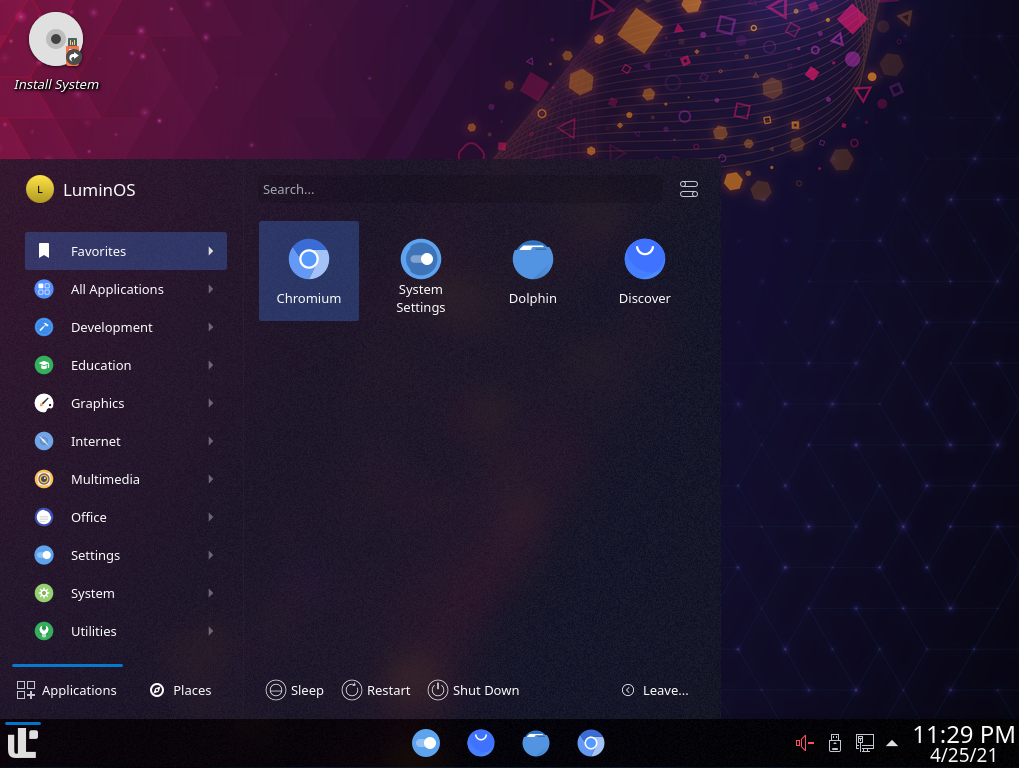 Install System
L
LuminOS
Search...
Favorites
All Applications
Development
Education
Graphics
Internet
Multimedia
Office
Settings
System
Utilities
Chromium
System
Settings
Dolphin
Discover
Applications
Places
Sleep
Restart
Shut Down
Leave...
11:29 PM
4/25/21